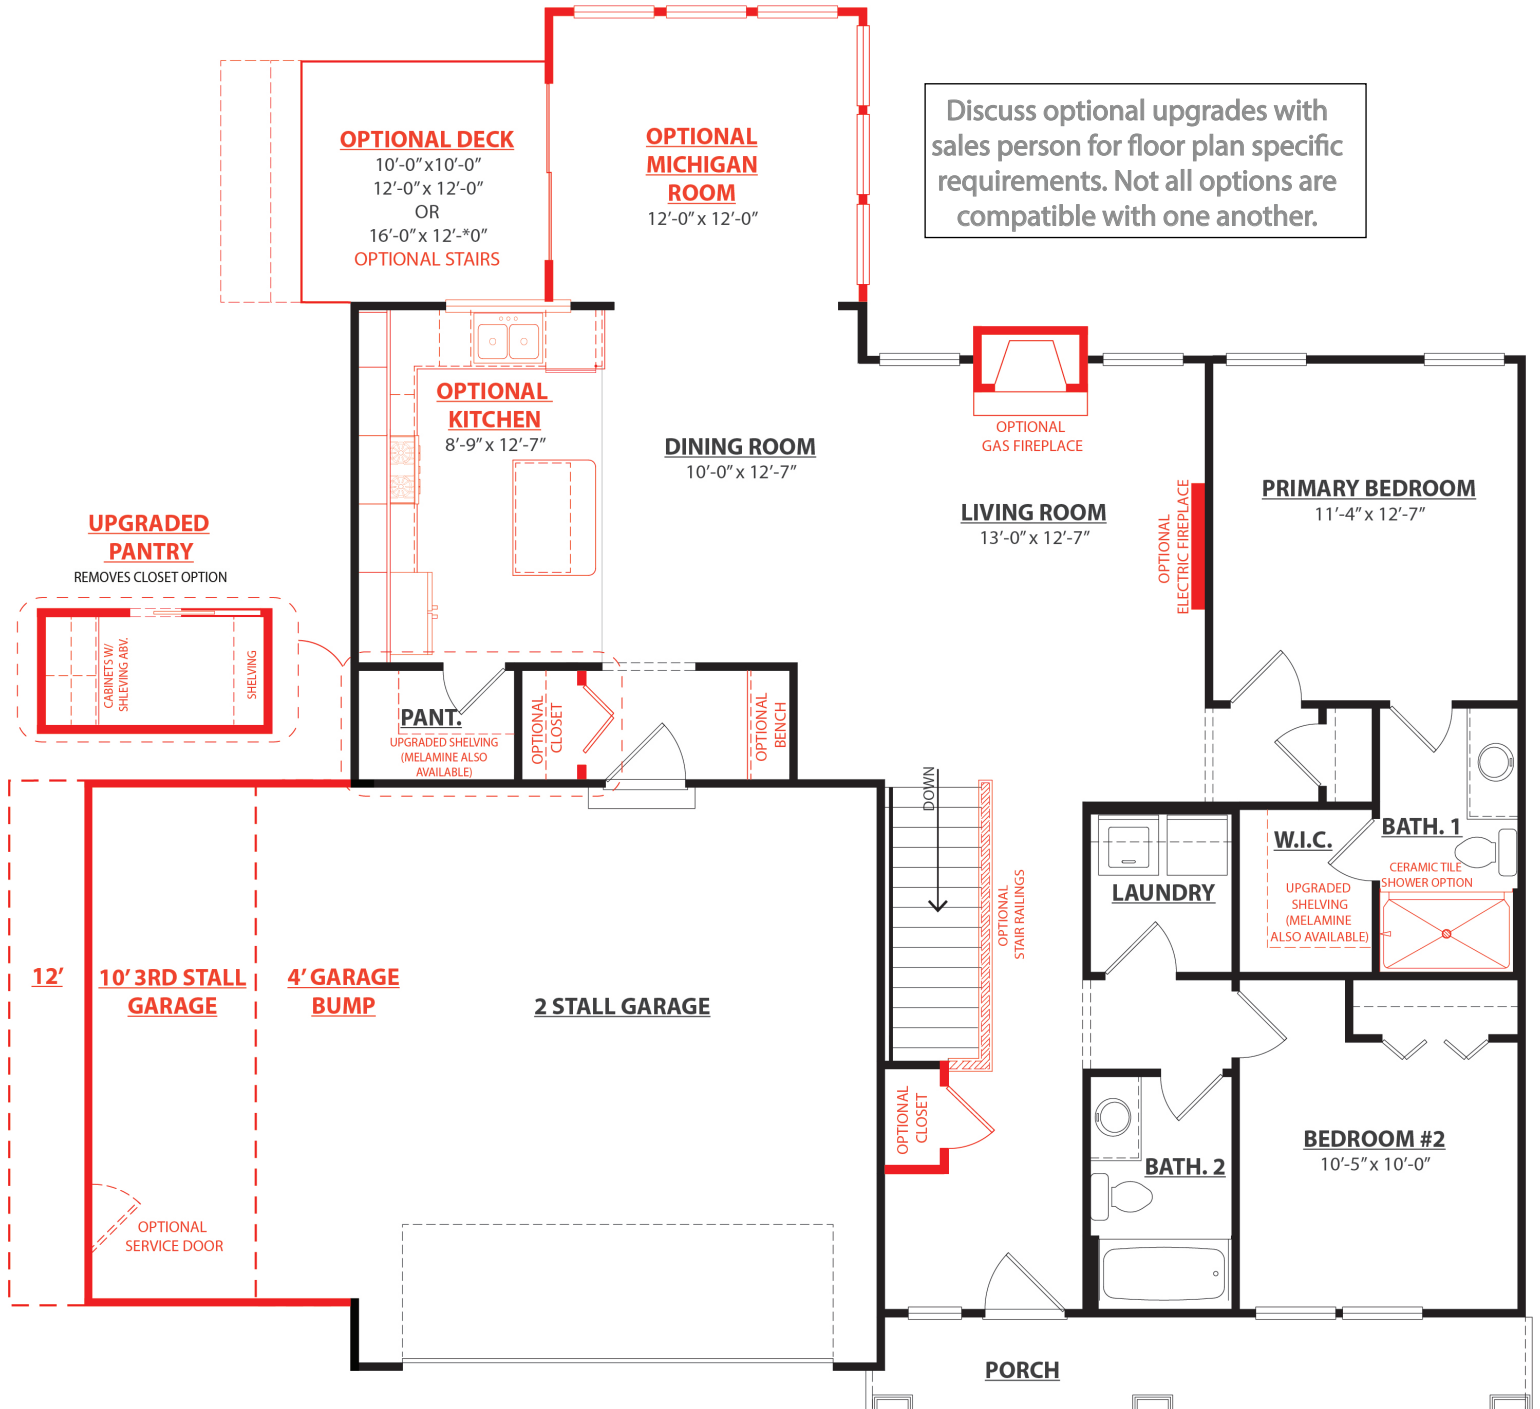 Discuss optional upgrades with
sales person for floor plan specific
requirements. Not all options are
compatible with one another.
OPTIONAL DECK
10’-0” x10’-0”
12’-0” x 12’-0”
OR
16’-0” x 12’-*0”
OPTIONAL STAIRS
OPTIONAL
MICHIGAN
ROOM
12’-0” x 12’-0”
OPTIONAL
KITCHEN
8’-9” x 12’-7”
DINING ROOM
10’-0” x 12’-7”
OPTIONAL
GAS FIREPLACE
LIVING ROOM
13’-0” x 12’-7”
OPTIONAL
ELECTRIC FIREPLACE
PRIMARY BEDROOM
11’-4” x 12’-7”
UPGRADED
PANTRY
REMOVES CLOSET OPTION
CABINETS W/
SHLEVING ABV.
SHELVING
PANT.
UPGRADED SHELVING
(MELAMINE ALSO
AVAILABLE)
OPTIONAL
CLOSET
OPTIONAL
BENCH
DOWN
OPTIONAL
STAIR RAILINGS
LAUNDRY
W.I.C.
UPGRADED
SHELVING
(MELAMINE
ALSO AVAILABLE)
BATH. 1
CERAMIC TILE
SHOWER OPTION
12’
10’ 3RD STALL
GARAGE
4’ GARAGE
BUMP
2 STALL GARAGE
OPTIONAL
CLOSET
BATH. 2
BEDROOM #2
10’-5” x 10’-0”
OPTIONAL
SERVICE DOOR
PORCH